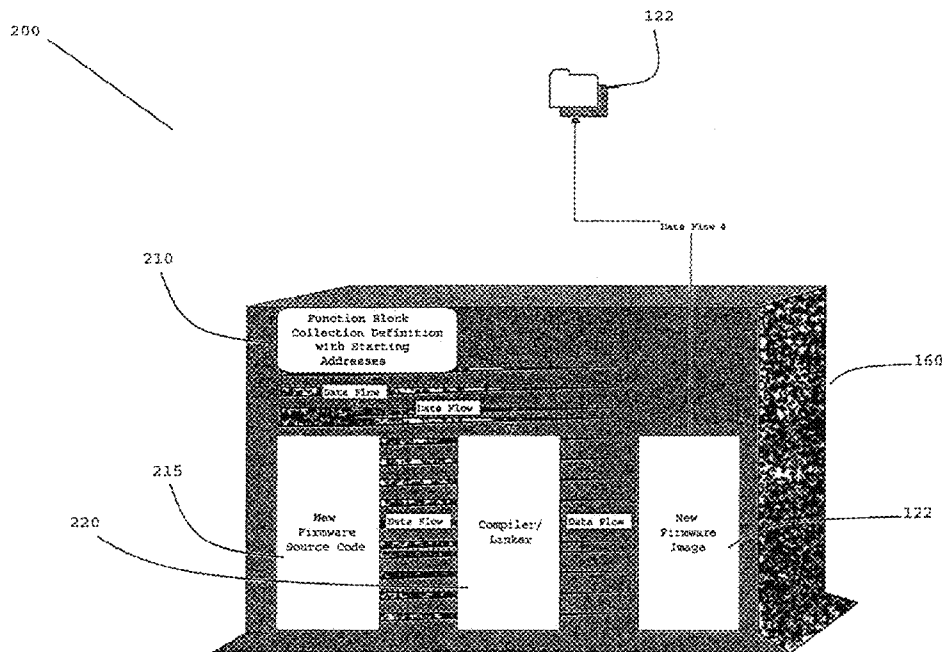 200
122
Data Flow
210
Function Block
Collection Definition
with Starting
Addresses
160
Data Flow
Data Flow
215
New
Firmware
Source Code
Data Flow
Compiler/
Linker
Data Flow
New
Firmware
Image
220
122